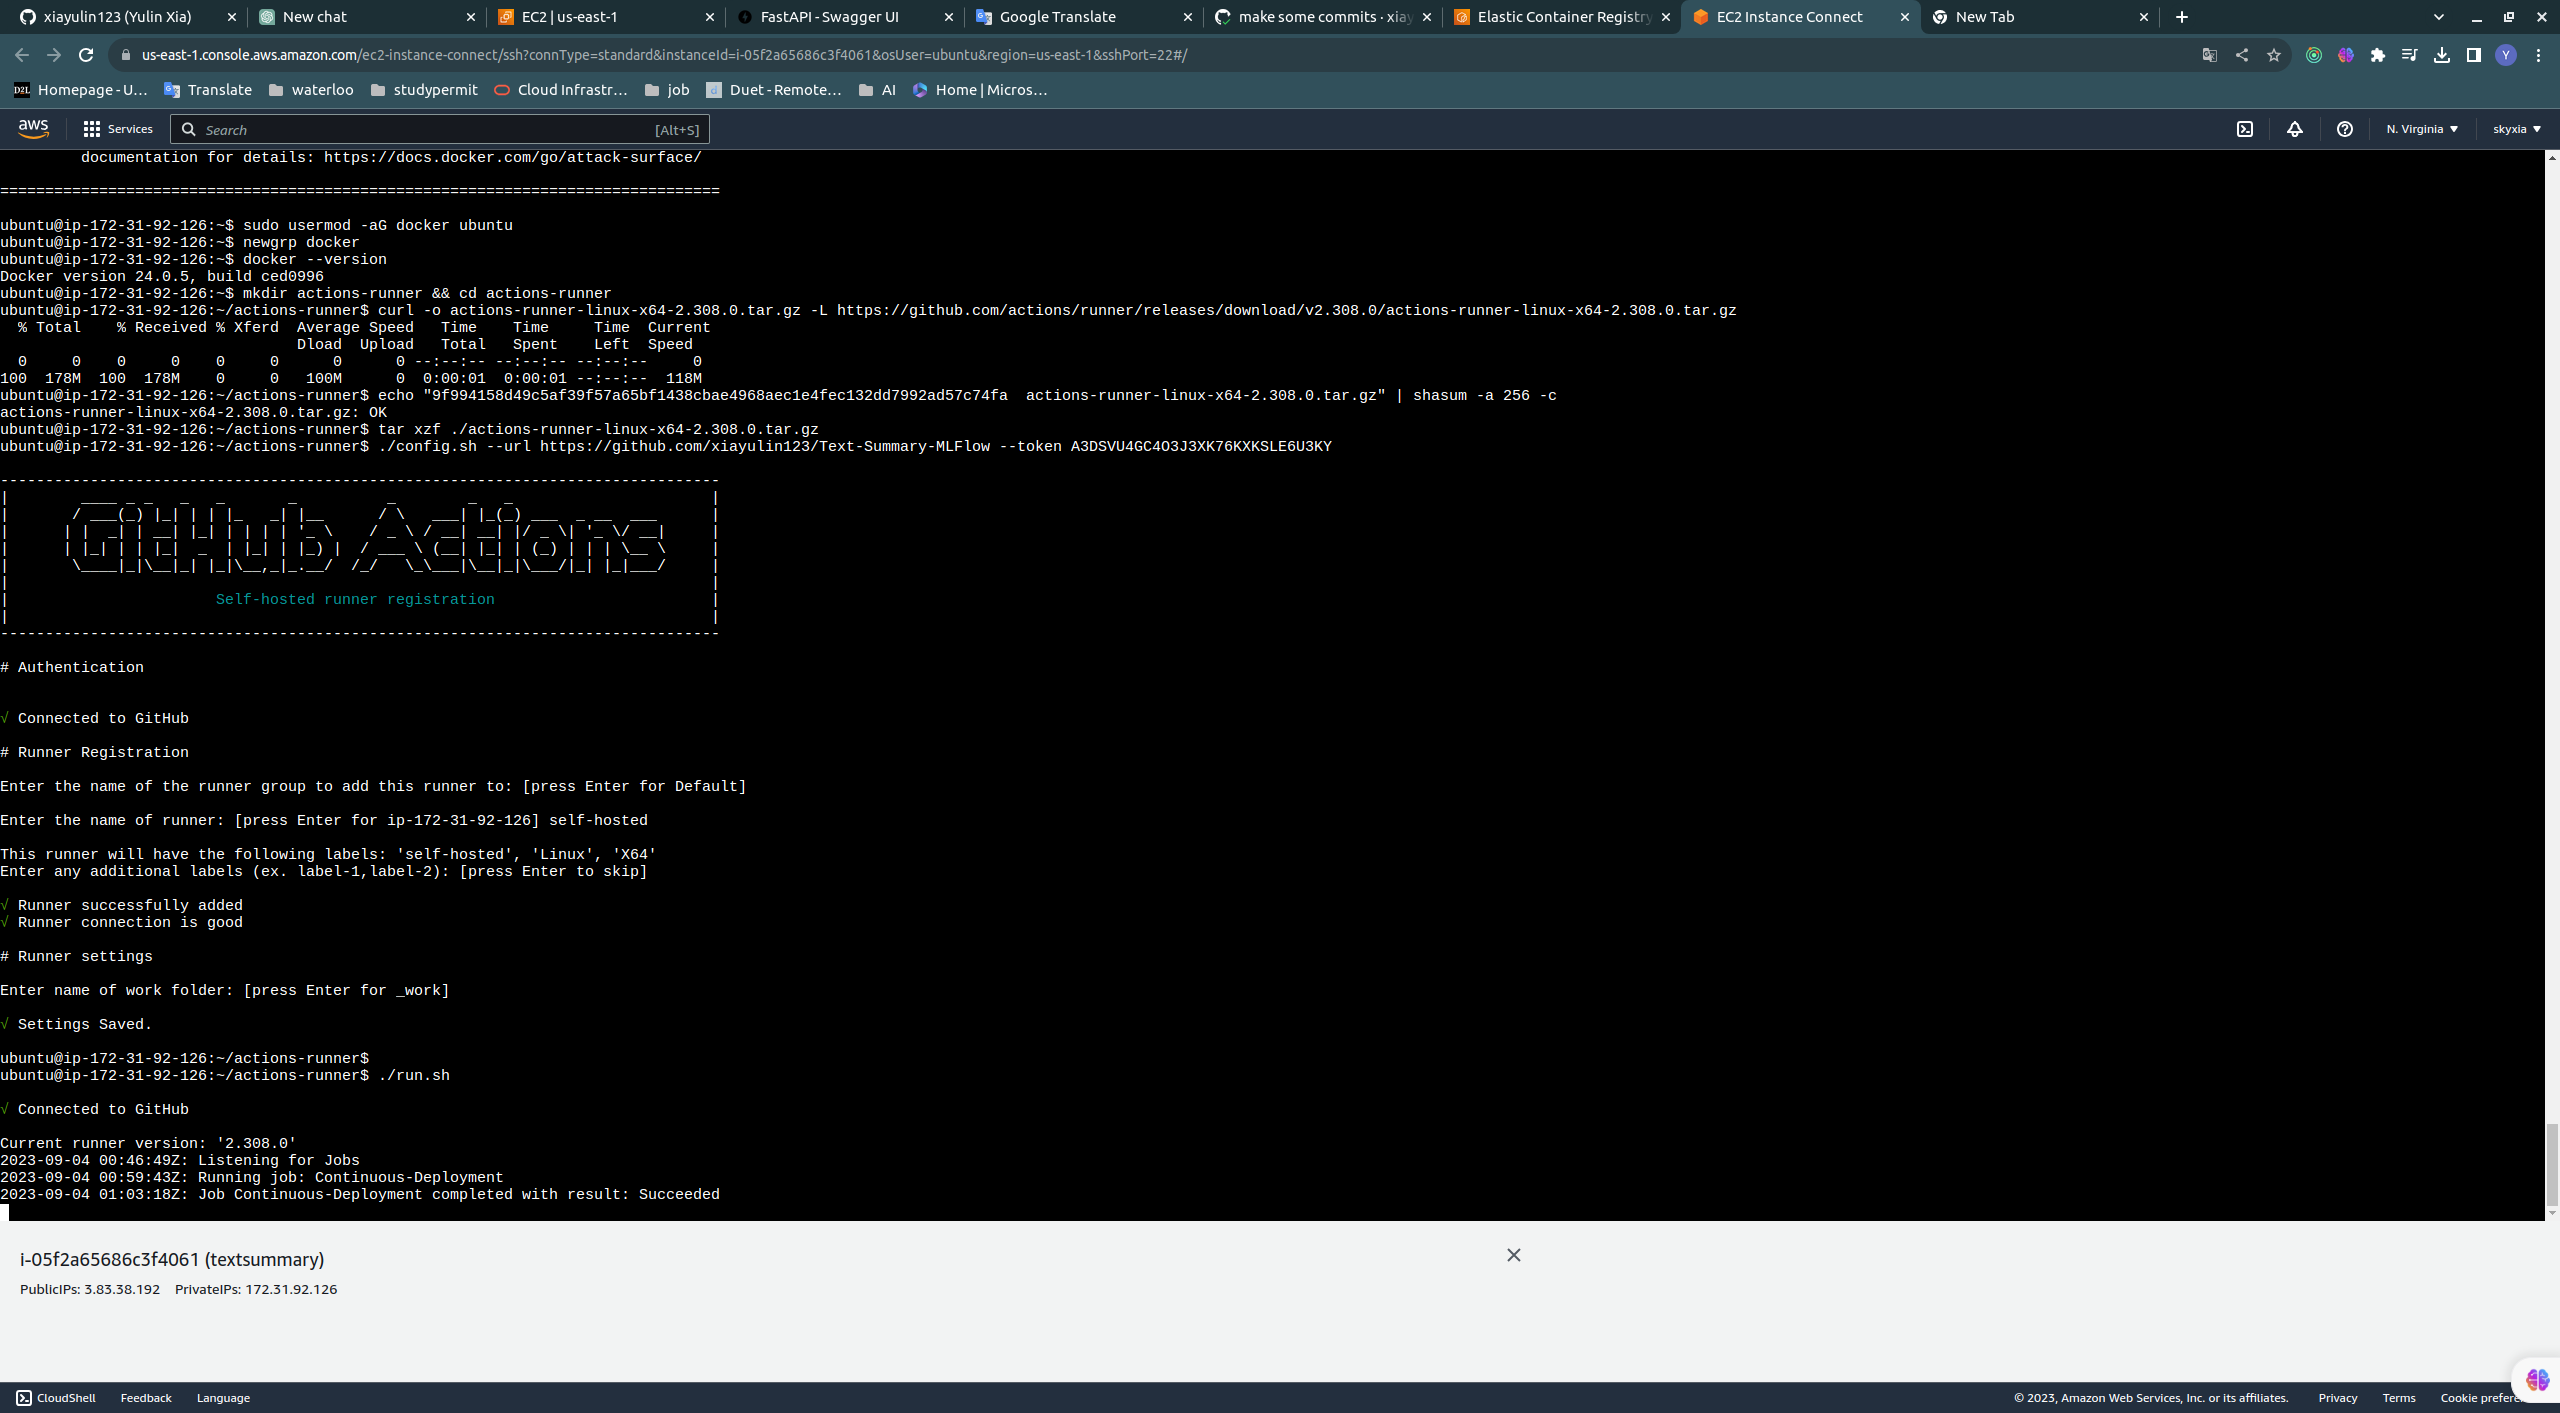 xiayulin123 (Yulin Xia)
New chat
EC2 | us-east-1
FastAPI - Swagger UI
Google Translate
make some commits · xiay
Elastic Container Registry
EC2 Instance Connect
New Tab
us-east-1.console.aws.amazon.com/ec2-instance-connect/ssh?connType=standard&instanceId=i-05f2a65686c3f4061&osUser=ubuntu&region=us-east-1&sshPort=22#/
Y
D2L Homepage - U...
Translate
waterloo
studypermit
Cloud Infrastr...
job
d Duet - Remote...
AI
Home | Micros...
aws
Services
Search
[Alt+S]
N. Virginia
skyxia
documentation for details: https://docs.docker.com/go/attack-surface/
================================================================================
ubuntu@ip-172-31-92-126:~$ sudo usermod -aG docker ubuntu
ubuntu@ip-172-31-92-126:~$ newgrp docker
ubuntu@ip-172-31-92-126:~$ docker --version
Docker version 24.0.5, build ced0996
ubuntu@ip-172-31-92-126:~$ mkdir actions-runner && cd actions-runner
ubuntu@ip-172-31-92-126:~/actions-runner$ curl -o actions-runner-linux-x64-2.308.0.tar.gz -L https://github.com/actions/runner/releases/download/v2.308.0/actions-runner-linux-x64-2.308.0.tar.gz
  % Total    % Received % Xferd  Average Speed   Time    Time     Time  Current
                                 Dload  Upload   Total   Spent    Left  Speed
  0     0    0     0    0     0      0      0 --:--:-- --:--:-- --:--:--     0
100  178M  100  178M    0     0   100M      0  0:00:01  0:00:01 --:--:--  118M
ubuntu@ip-172-31-92-126:~/actions-runner$ echo "9f994158d49c5af39f57a65bf1438cbae4968aec1e4fec132dd7992ad57c74fa  actions-runner-linux-x64-2.308.0.tar.gz" | shasum -a 256 -c
actions-runner-linux-x64-2.308.0.tar.gz: OK
ubuntu@ip-172-31-92-126:~/actions-runner$ tar xzf ./actions-runner-linux-x64-2.308.0.tar.gz
ubuntu@ip-172-31-92-126:~/actions-runner$ ./config.sh --url https://github.com/xiayulin123/Text-Summary-MLFlow --token A3DSVU4GC4O3J3XK76KXKSLE6U3KY
GitHub Actions
Self-hosted runner registration
# Authentication
√ Connected to GitHub
# Runner Registration
Enter the name of the runner group to add this runner to: [press Enter for Default]
Enter the name of runner: [press Enter for ip-172-31-92-126] self-hosted
This runner will have the following labels: 'self-hosted', 'Linux', 'X64'
Enter any additional labels (ex. label-1,label-2): [press Enter to skip]
√ Runner successfully added
√ Runner connection is good
# Runner settings
Enter name of work folder: [press Enter for _work]
√ Settings Saved.
ubuntu@ip-172-31-92-126:~/actions-runner$
ubuntu@ip-172-31-92-126:~/actions-runner$ ./run.sh
√ Connected to GitHub
Current runner version: '2.308.0'
2023-09-04 00:46:49Z: Listening for Jobs
2023-09-04 00:59:43Z: Running job: Continuous-Deployment
2023-09-04 01:03:18Z: Job Continuous-Deployment completed with result: Succeeded
i-05f2a65686c3f4061 (textsummary)
PublicIPs: 3.83.38.192    PrivateIPs: 172.31.92.126
CloudShell
Feedback
Language
© 2023, Amazon Web Services, Inc. or its affiliates.
Privacy
Terms
Cookie prefere